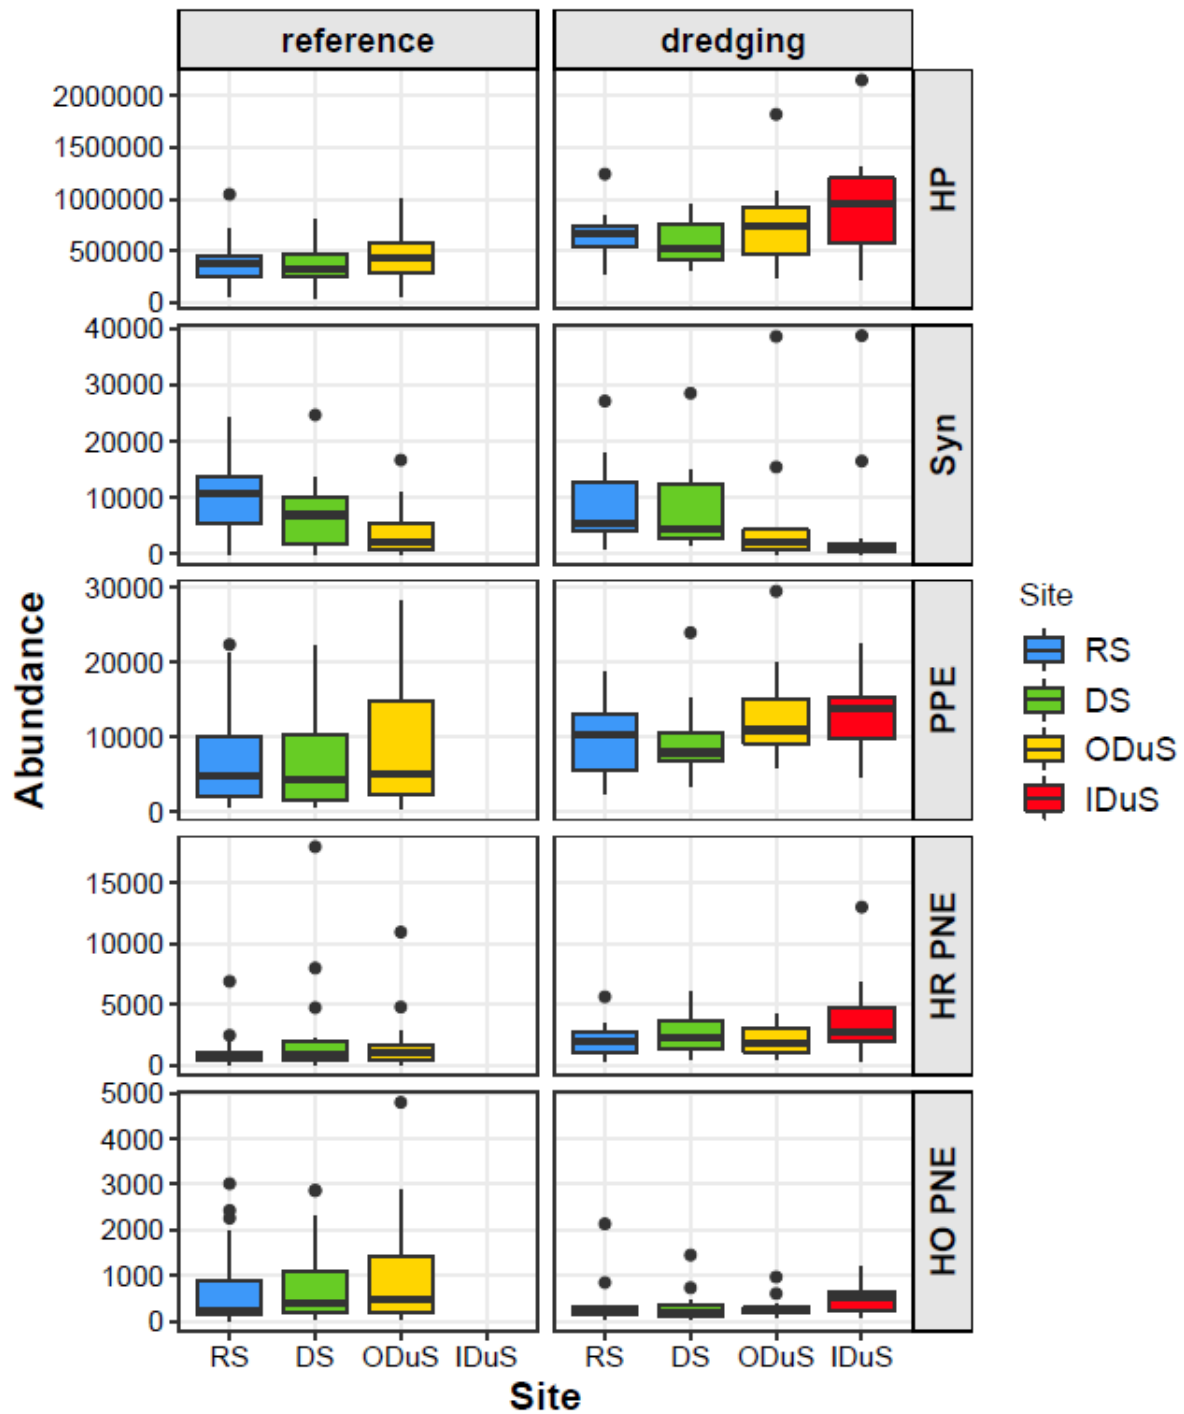 reference dredging
2000000
1500000
1000000
500000
0
HP
40000
30000
20000
10000
0
Syn
30000
20000
10000
0
PPE
15000
10000
5000
0
HR PNE
5000
4000
3000
2000
1000
0
HO PNE
RS DS ODuS IDuS RS DS ODuS IDuS
Site
Abundance
Site
RS
DS
ODuS
IDuS